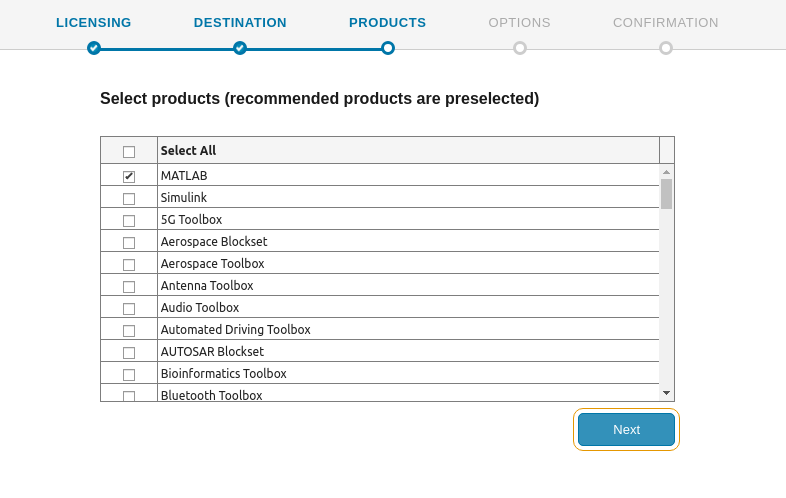 LICENSING DESTINATION PRODUCTS OPTIONS CONFIRMATION
Select products (recommended products are preselected)
Select All
MATLAB
Simulink
5G Toolbox
Aerospace Blockset
Aerospace Toolbox
Antenna Toolbox
Audio Toolbox
Automated Driving Toolbox
AUTOSAR Blockset
Bioinformatics Toolbox
Bluetooth Toolbox
Next